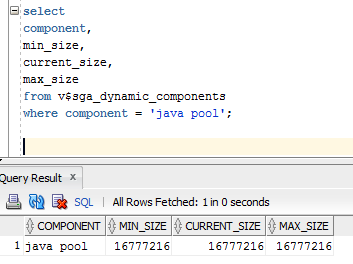 select
component,
min_size,
current_size,
max_size
from v$sga_dynamic_components
where component = 'java pool';
Query Result x
SQL | All Rows Fetched: 1 in 0 seconds
COMPONENT MIN_SIZE CURRENT_SIZE MAX_SIZE
1 java pool 16777216 16777216 16777216